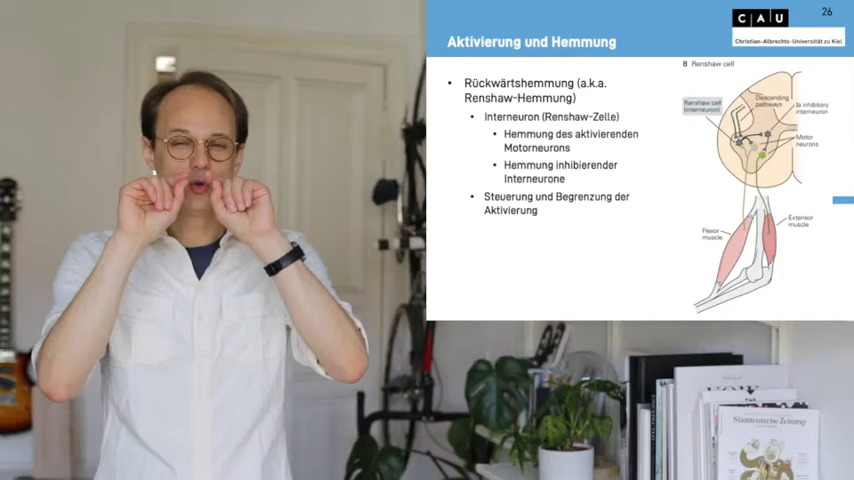 26
C A U
Christian-Albrechts-Universität zu Kiel
Aktivierung und Hemmung
• Rückwärtshemmung (a.k.a.
Renshaw-Hemmung)
• Interneuron (Renshaw-Zelle)
• Hemmung des aktivierenden
Motorneurons
• Hemmung inhibierender
Interneurone
• Steuerung und Begrenzung der
Aktivierung
B Renshaw cell
Renshaw cell
(interneuron)
Descending
pathways
Ia inhibitory
interneuron
Motor
neurons
Flexor
muscle
Extensor
muscle
Süddeutsche Zeitung